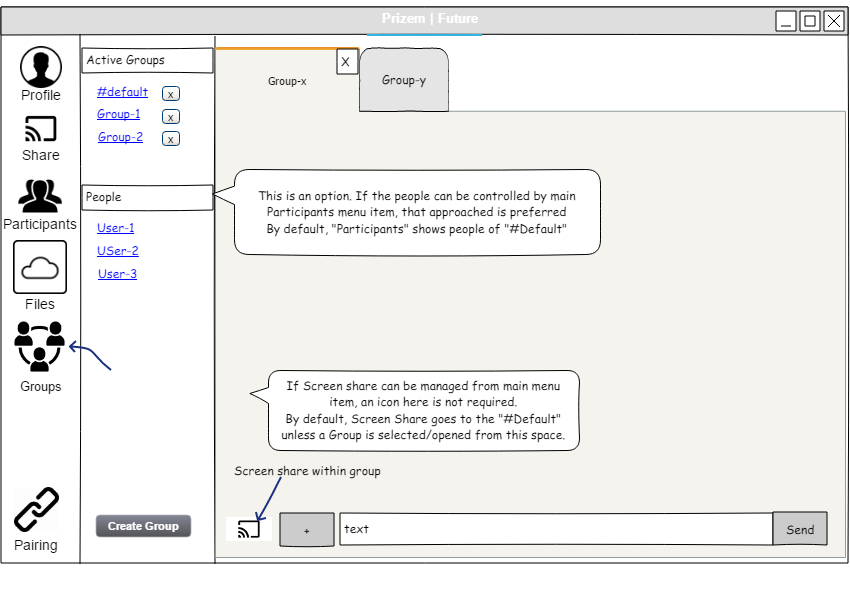 Prizem | Future
Profile
Share
Participants
Files
Groups
Pairing
Active Groups
#default x
Group-1 x
Group-2 x
People
User-1
USer-2
User-3
Create Group
Group-x X
Group-y
This is an option. If the people can be controlled by main
Participants menu item, that approached is preferred
By default, "Participants" shows people of "#Default"
If Screen share can be managed from main menu
item, an icon here is not required.
By default, Screen Share goes to the "#Default"
unless a Group is selected/opened from this space.
Screen share within group
+ text Send